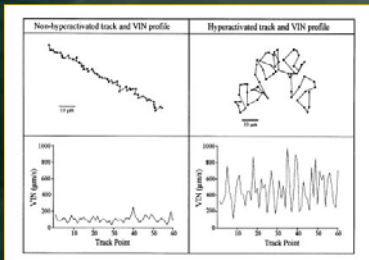 Non-hyperactivated track and VIN profile
Hyperactivated track and VIN profile
10 μm
10 μm
VIN (μm/s)
1000
800
600
400
200
0
10 20 30 40 50 60
Track Point
VIN (μm/s)
1000
800
600
400
200
0
10 20 30 40 50 60
Track Point